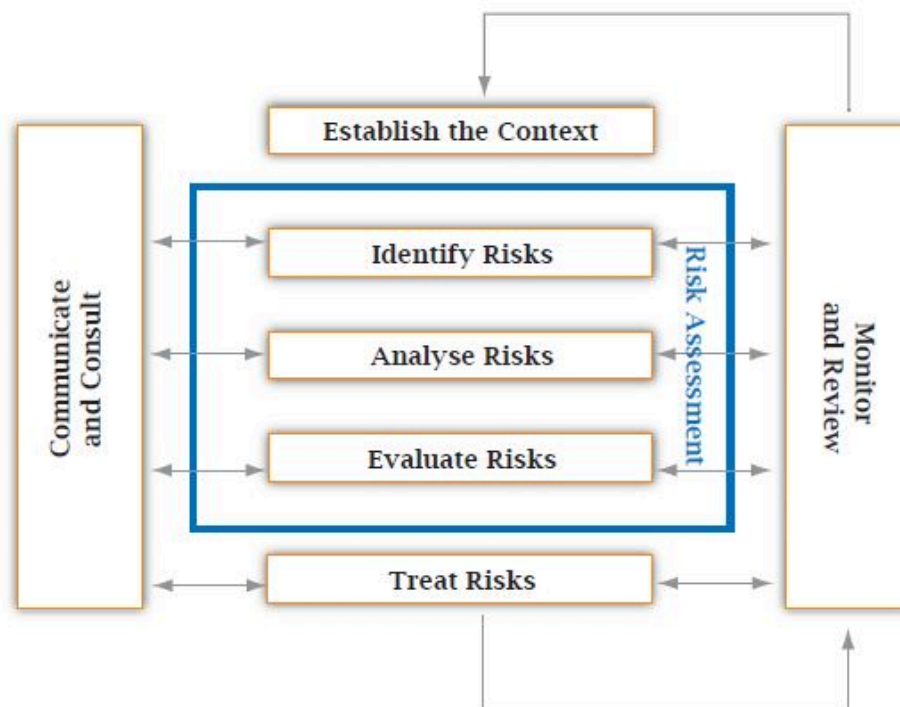 Establish the Context
Communicate
and Consult
Identify Risks
Analyse Risks
Evaluate Risks
Risk Assessment
Treat Risks
Monitor
and Review